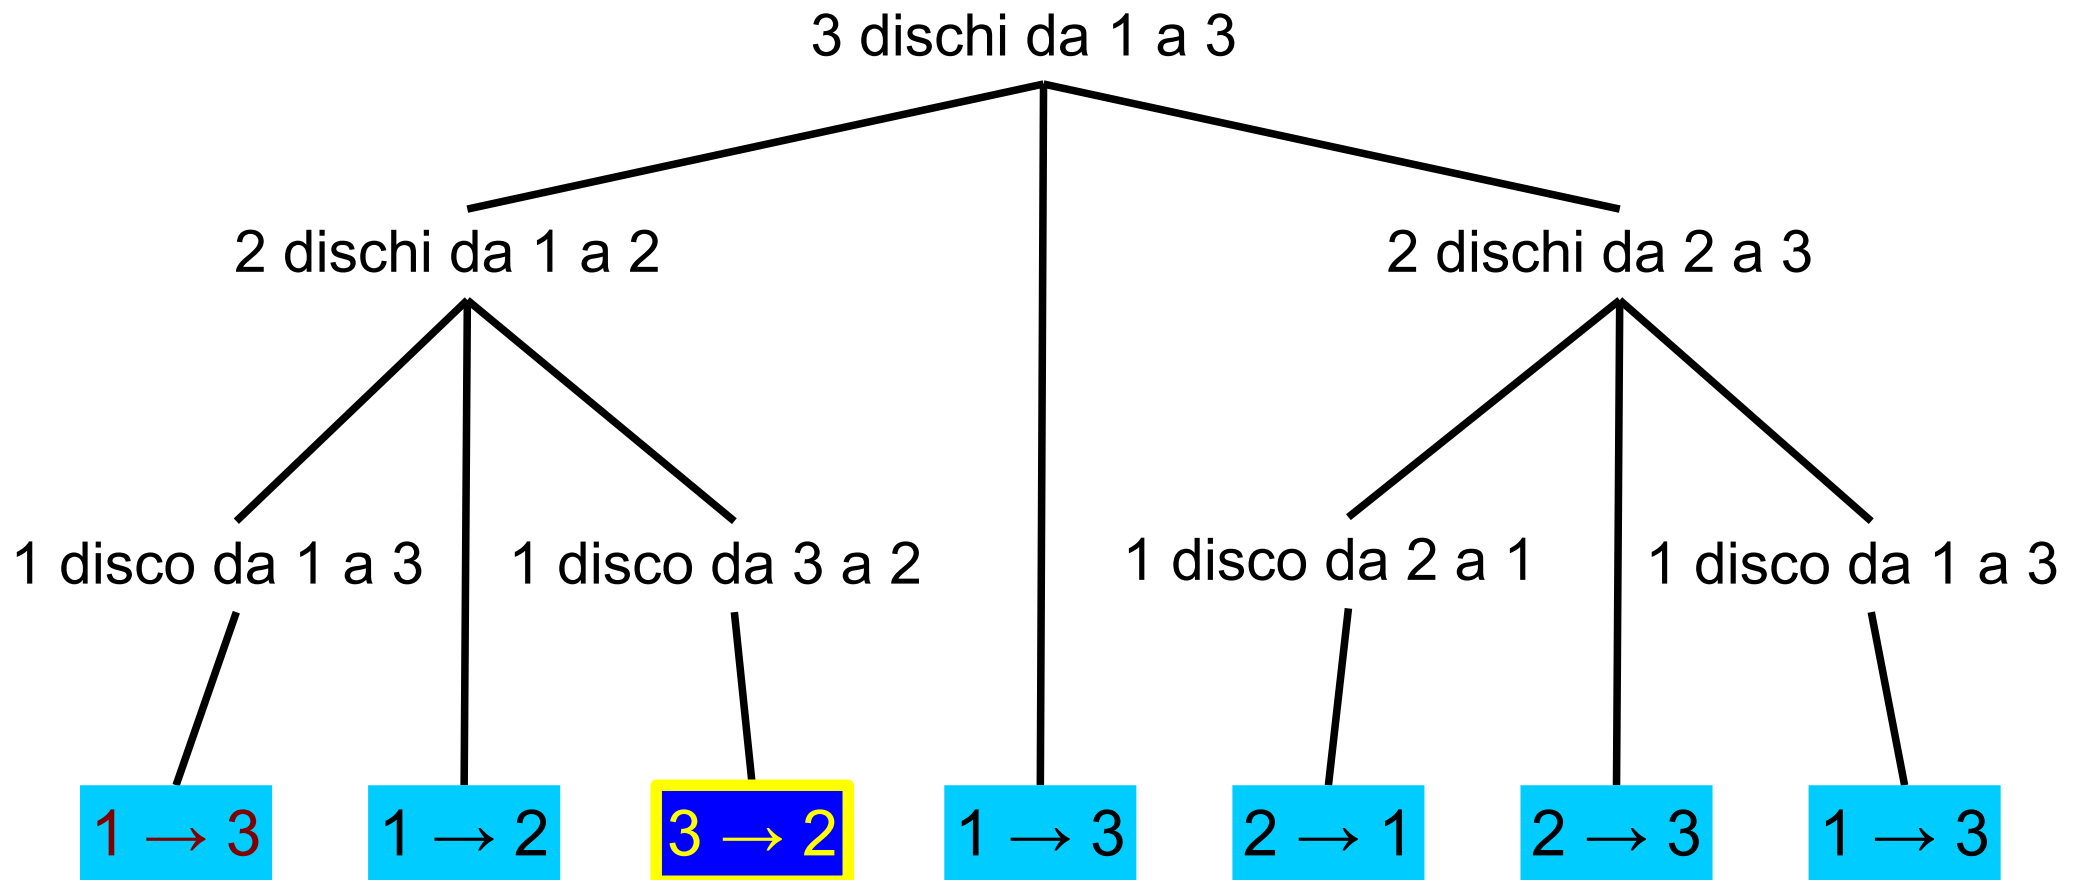 3 dischi da 1 a 3
2 dischi da 1 a 2
2 dischi da 2 a 3
1 disco da 1 a 3
1 disco da 3 a 2
1 disco da 2 a 1
1 disco da 1 a 3
1 → 3
1 → 2
3 → 2
1 → 3
2 → 1
2 → 3
1 → 3